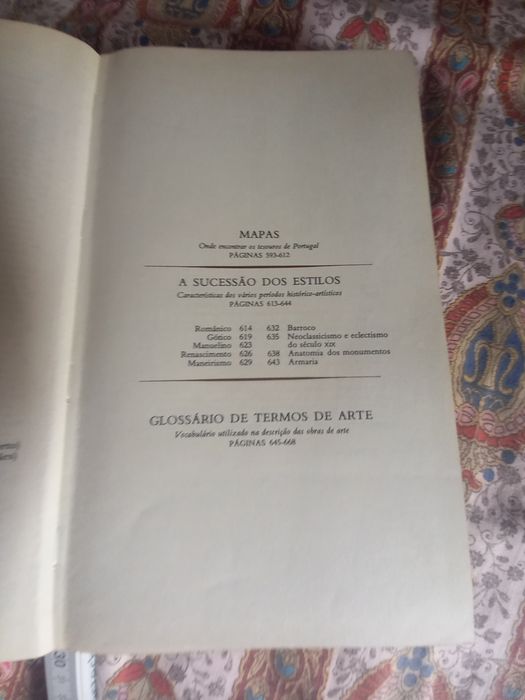 MAPAS
Onde encontrar os tesouros de Portugal
PÁGINAS 593-612
A SUCESSÃO DOS ESTILOS
Características dos vários períodos histórico-artísticos
PÁGINAS 613-644
Românico 614 632 Barroco
Gótico 619 635 Neoclassicismo e eclectismo
Manuelino 623 do século XIX
Renascimento 626 638 Anatomia dos monumentos
Maneirismo 629 643 Armaria
GLOSSÁRIO DE TERMOS DE ARTE
Vocabulário utilizado na descrição das obras de arte
PÁGINAS 645-668
30